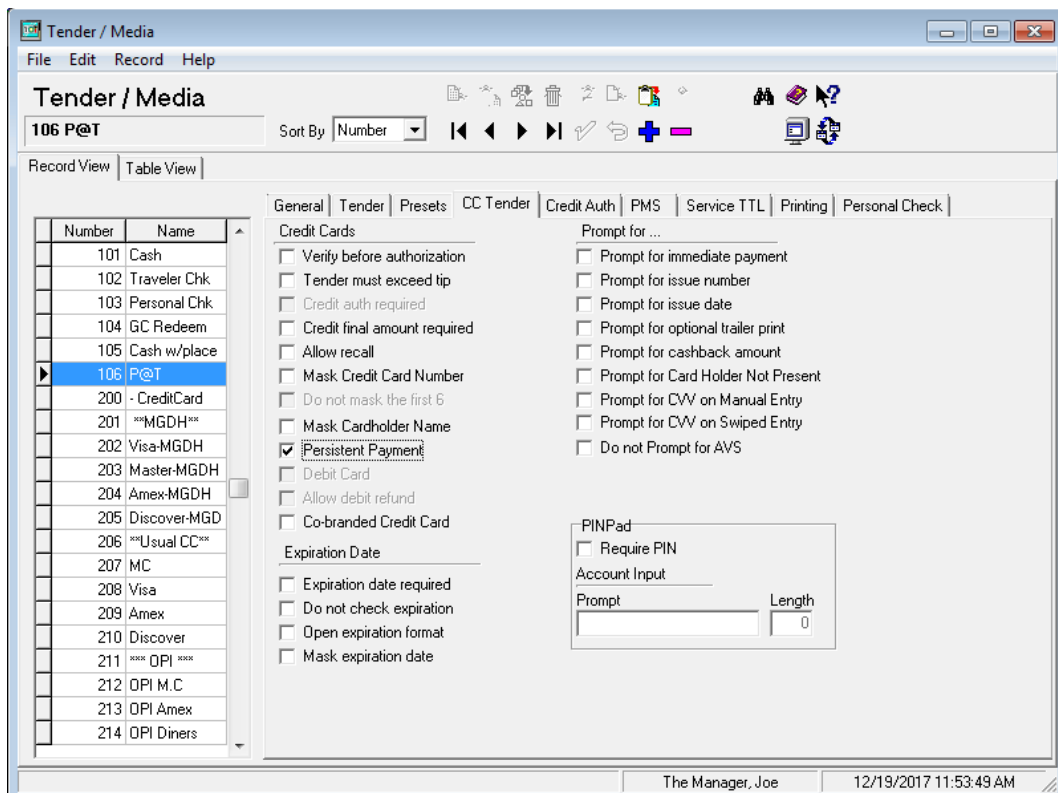 Tender / Media
File Edit Record Help
Tender / Media
106 P@T
Sort By Number
Record View Table View
General Tender Presets CC Tender Credit Auth PMS Service TTL Printing Personal Check
Number Name
101 Cash
102 Traveler Chk
103 Personal Chk
104 GC Redeem
105 Cash w/place
106 P@T
200 - CreditCard
201 **MGDH**
202 Visa-MGDH
203 Master-MGDH
204 Amex-MGDH
205 Discover-MGD
206 **Usual CC**
207 MC
208 Visa
209 Amex
210 Discover
211 *** OPI ***
212 OPI M.C
213 OPI Amex
214 OPI Diners
Credit Cards
Verify before authorization
Tender must exceed tip
Credit auth required
Credit final amount required
Allow recall
Mask Credit Card Number
Do not mask the first 6
Mask Cardholder Name
Persistent Payment
Debit Card
Allow debit refund
Co-branded Credit Card
Expiration Date
Expiration date required
Do not check expiration
Open expiration format
Mask expiration date
Prompt for ...
Prompt for immediate payment
Prompt for issue number
Prompt for issue date
Prompt for optional trailer print
Prompt for cashback amount
Prompt for Card Holder Not Present
Prompt for CVV on Manual Entry
Prompt for CVV on Swiped Entry
Do not Prompt for AVS
PINPad
Require PIN
Account Input
Prompt Length
0
The Manager, Joe 12/19/2017 11:53:49 AM